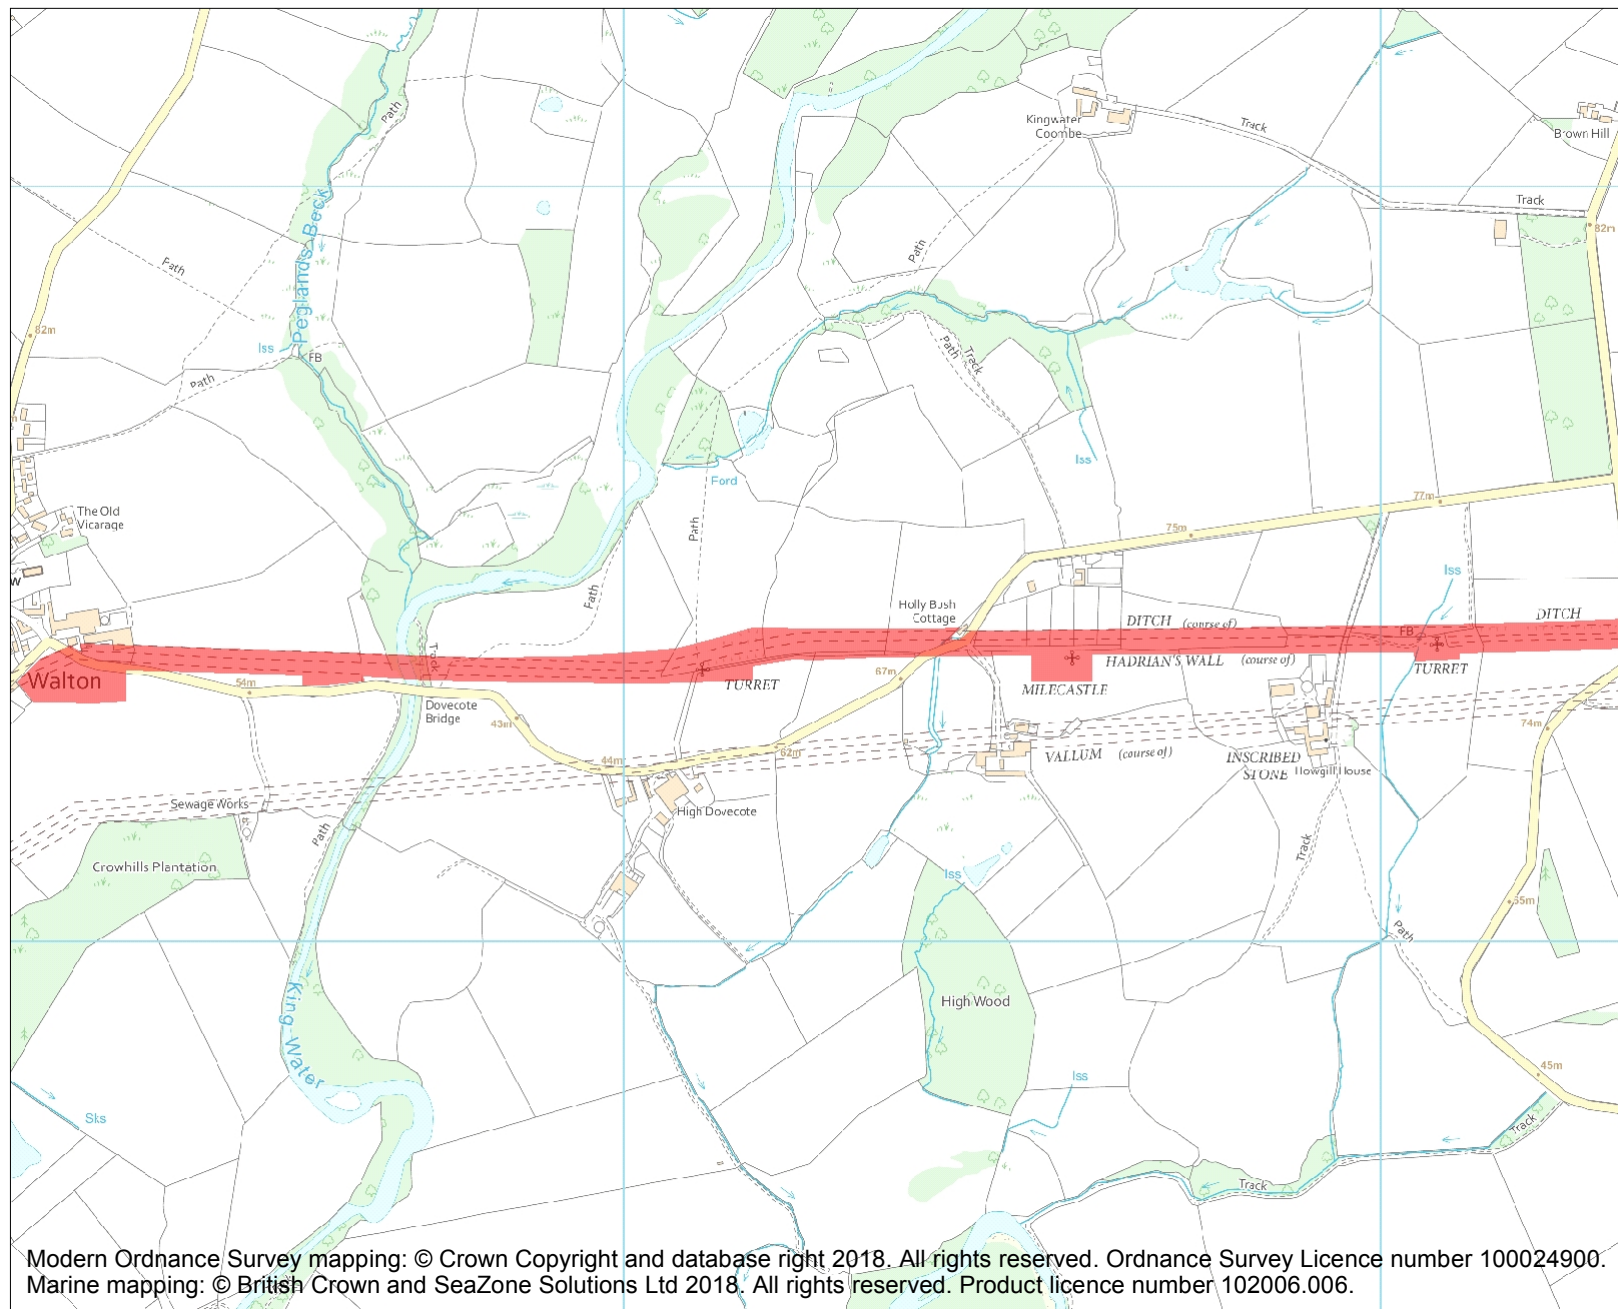 Path
Kingwater
Coombe
Track
Brown Hill
Track
82m
Peglands Beck
Path
Path
82m
Iss
FB
Path
Path
Track
Iss
Ford
77m
The Old
Vicarage
Path
75m
w
Iss
Path
Holly Bush
Cottage
DITCH (course of)
DITCH
FB
Track
HADRIAN'S WALL (course of)
Walton
54m
TURRET
67m
MILECASTLE
TURRET
Dovecote
Bridge
43m
74m
44m
62m
VALLUM (course of)
INSCRIBED
STONE
Howgill House
Sewage Works
High Dovecote
Path
Track
Crowhills Plantation
Iss
55m
Path
King Water
High Wood
45m
Iss
Sks
Track
Track
Modern Ordnance Survey mapping: © Crown Copyright and database right 2018. All rights reserved. Ordnance Survey Licence number 100024900.
Marine mapping: © British Crown and SeaZone Solutions Ltd 2018. All rights reserved. Product licence number 102006.006.